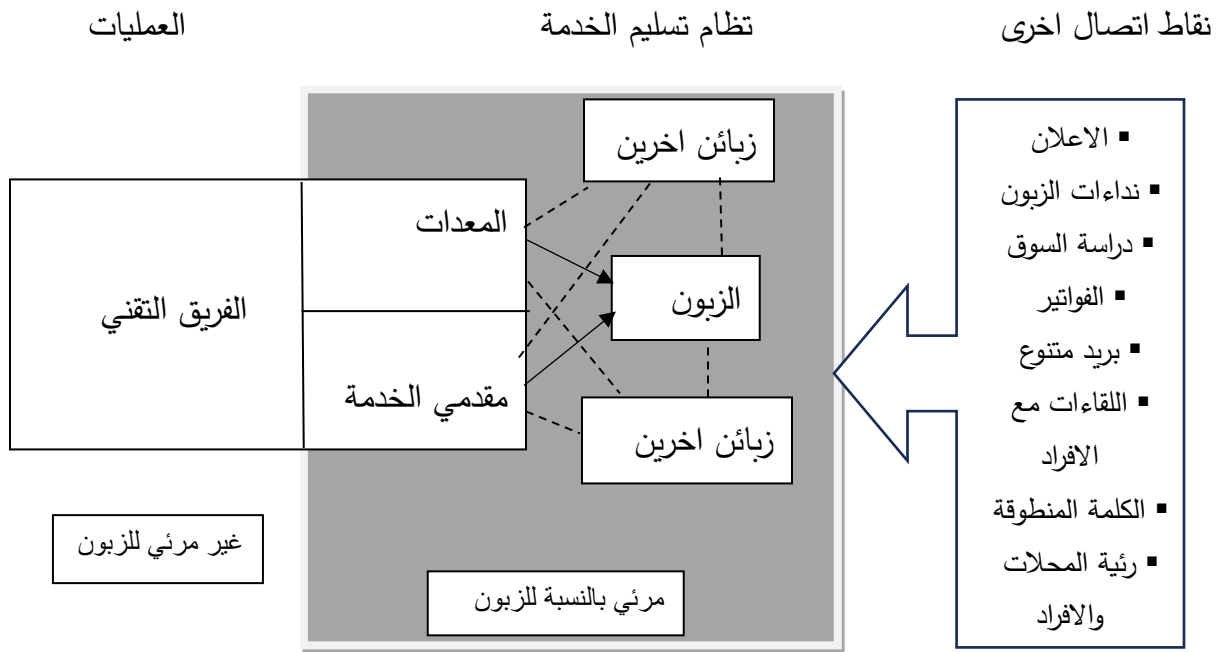 نقاط اتصال اخرى
تظام تسليم الخدمة
العمليات
▪ الاعلان
▪ نداءات الزبون
▪ دراسة السوق
▪ الفواتير
▪ بريد متنوع
▪ اللقاءات مع
الافراد
▪ الكلمة المنطوقة
▪ رئية المحلات
والافراد
زبائن اخرين
المعدات
الزبون
الفريق التقني
مقدمي الخدمة
زبائن اخرين
غير مرئي للزبون
مرئي بالنسبة للزبون